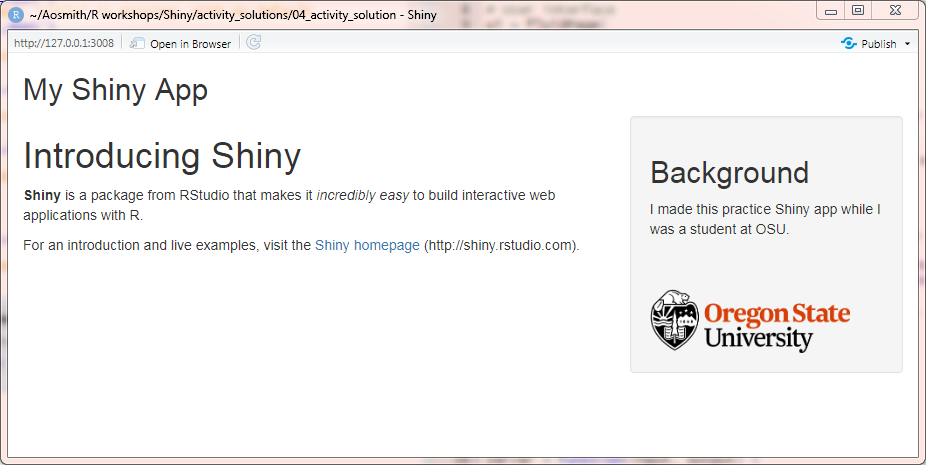 ~/Aosmith/R workshops/Shiny/activity_solutions/04_activity_solution - Shiny
http://127.0.0.1:3008
Open in Browser
Publish
My Shiny App
Introducing Shiny
Shiny is a package from RStudio that makes it incredibly easy to build interactive web
applications with R.
For an introduction and live examples, visit the Shiny homepage (http://shiny.rstudio.com).
Background
I made this practice Shiny app while I
was a student at OSU.
Oregon State
University